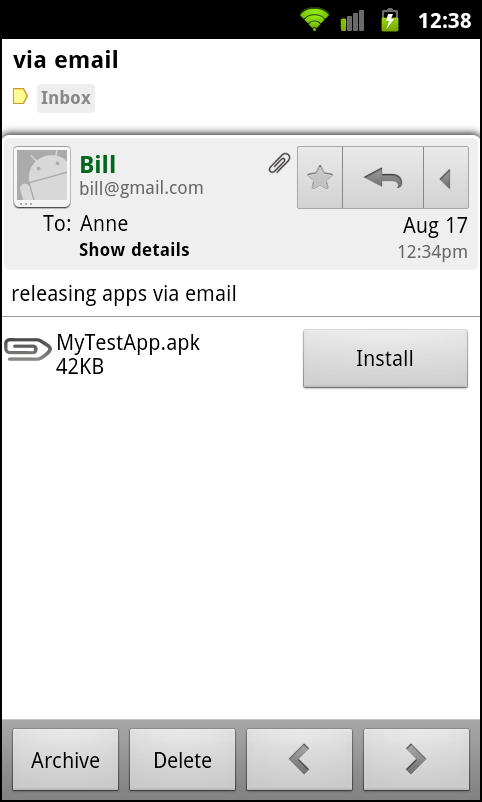 12:38
via email
Inbox
Bill
bill@gmail.com
To: Anne
Aug 17
Show details
12:34pm
releasing apps via email
MyTestApp.apk
42KB
Install
Archive
Delete